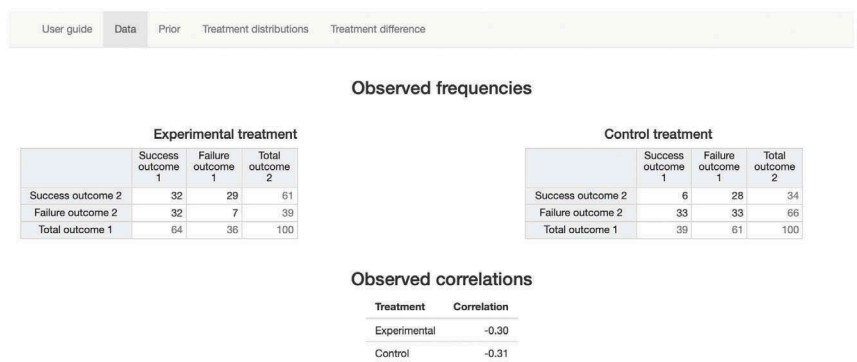 User guide Data Prior Treatment distributions Treatment difference
Observed frequencies
Experimental treatment
Success outcome 1 Failure outcome 1 Total outcome 2
Success outcome 2 32 29 61
Failure outcome 2 32 7 39
Total outcome 1 64 36 100
Control treatment
Success outcome 1 Failure outcome 1 Total outcome 2
Success outcome 2 6 28 34
Failure outcome 2 33 33 66
Total outcome 1 39 61 100
Observed correlations
Treatment Correlation
Experimental -0.30
Control -0.31